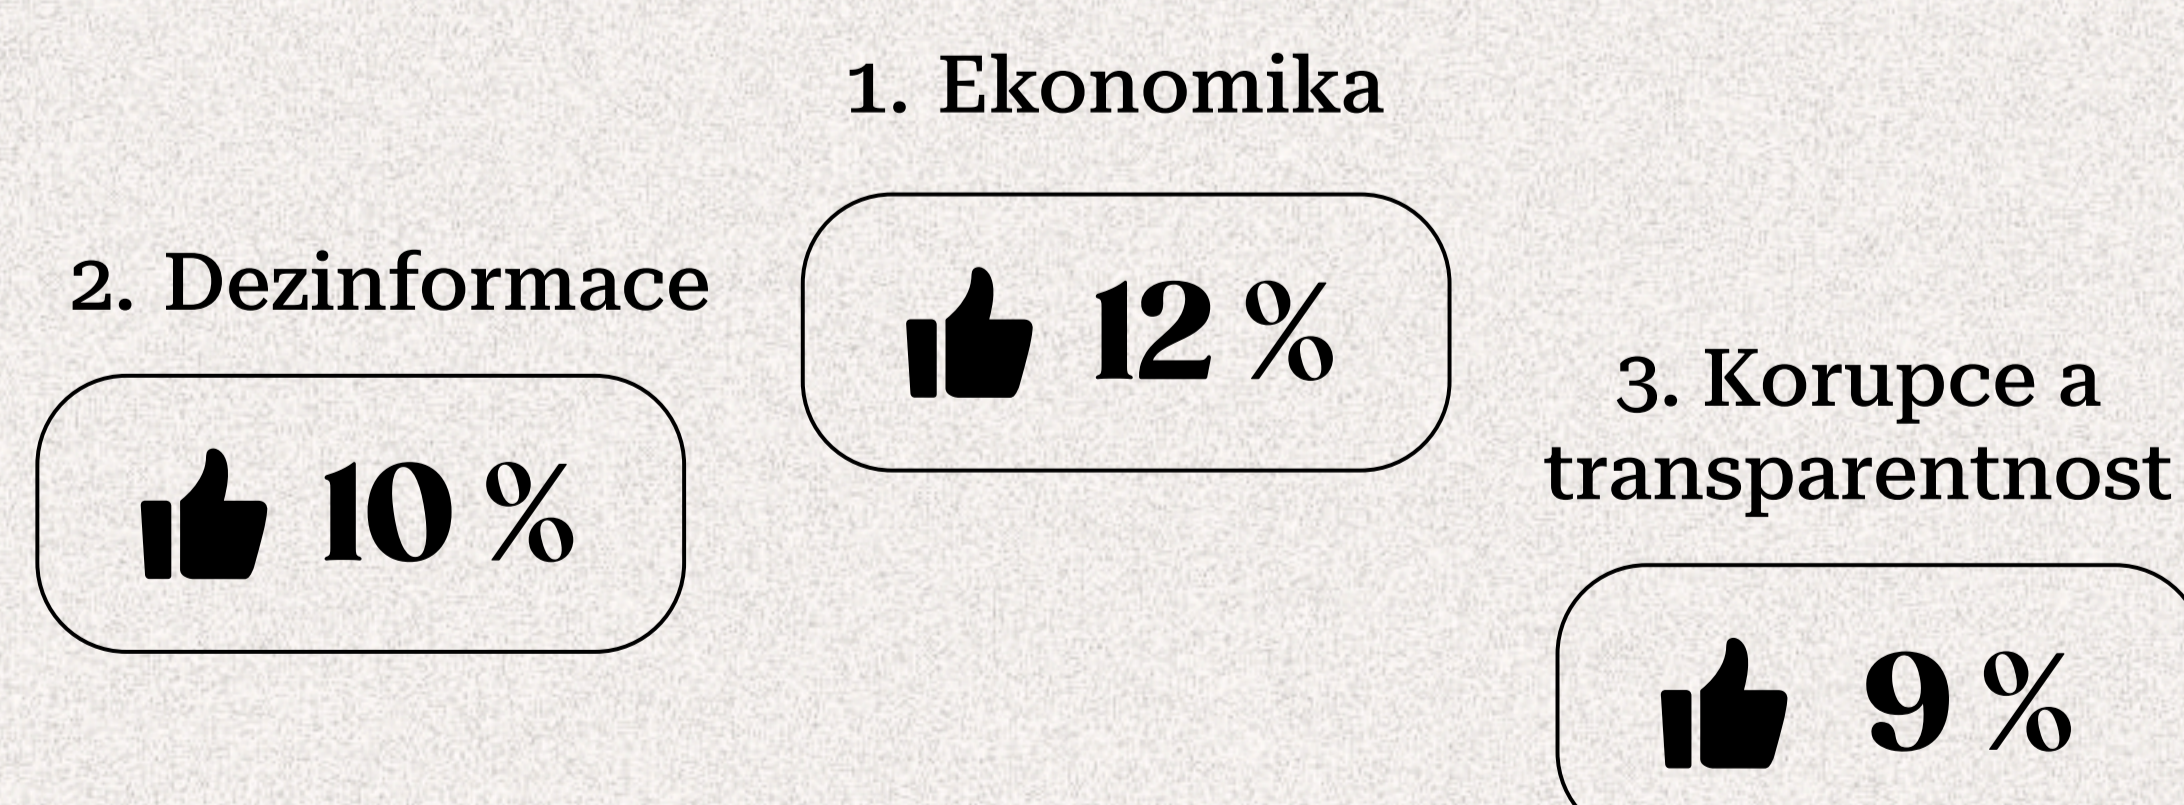 1. Ekonomika
12 %
2. Dezinformace
10 %
3. Korupce a
transparentnost
9 %